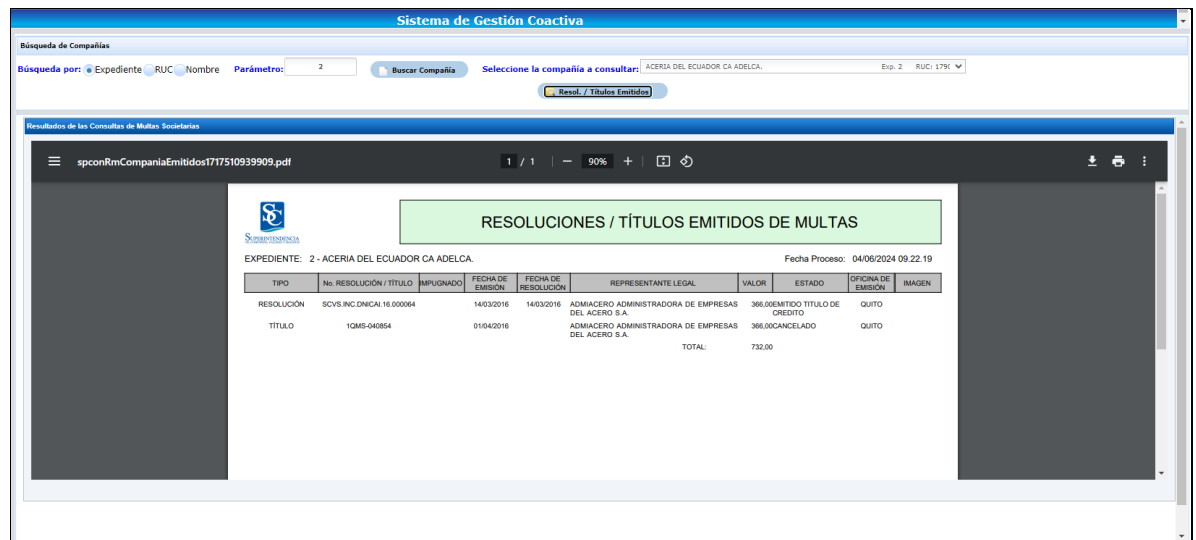 Sistema de Gestión Coactiva
Búsqueda de Compañías
Búsqueda por: Expediente RUC Nombre Parámetro: 2 Buscar Compañía Seleccione la compañía a consultar: ACERIA DEL ECUADOR CA ADELCA. Exp. 2 RUC: 179
Resol. / Títulos Emitidos
Resultados de las Consultas de Multas Societarias
spconRmCompaniaEmitidos1717510939909.pdf 1 / 1 90%
SC
SUPERINTENDENCIA
RESOLUCIONES / TÍTULOS EMITIDOS DE MULTAS
EXPEDIENTE: 2 - ACERIA DEL ECUADOR CA ADELCA. Fecha Proceso: 04/06/2024 09.22.19
TIPO No. RESOLUCIÓN / TÍTULO IMPUGNADO FECHA DE EMISIÓN FECHA DE RESOLUCIÓN REPRESENTANTE LEGAL VALOR ESTADO OFICINA DE EMISIÓN IMAGEN
RESOLUCIÓN SCVS.INC.DNICAI.16.000064 14/03/2016 14/03/2016 ADMIACERO ADMINISTRADORA DE EMPRESAS 366,00 EMITIDO TITULO DE QUITO
DEL ACERO S.A. CREDITO
TÍTULO 1QMS-040854 01/04/2016 ADMIACERO ADMINISTRADORA DE EMPRESAS 366,00 CANCELADO QUITO
DEL ACERO S.A.
TOTAL: 732,00